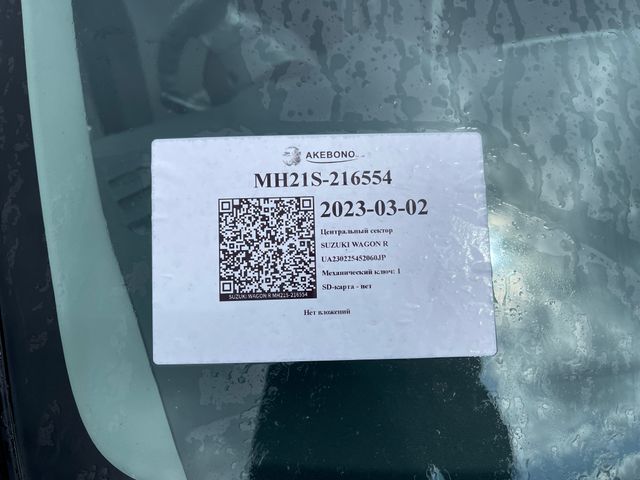 AKEBONO
MH21S-216554
2023-03-02
Центральный сектор
SUZUKI WAGON R
UA230225452060JP
Механический ключ: 1
SD-карта - нет
SUZUKI WAGON R MH21S-216554
Нет вложений